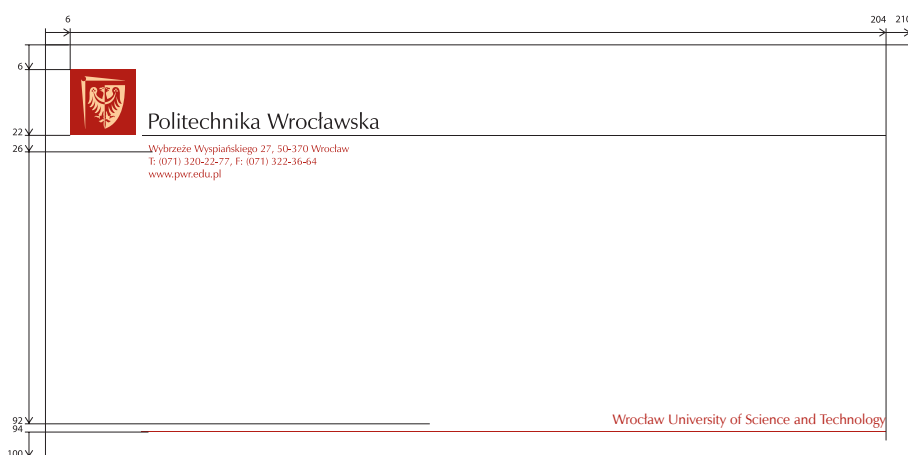 6
204
210
6
22
Politechnika Wrocławska
26
Wybrzeże Wyspiańskiego 27, 50-370 Wrocław
T: (071) 320-22-77, F: (071) 322-36-64
www.pwr.edu.pl
92
Wrocław University of Science and Technology
94
100